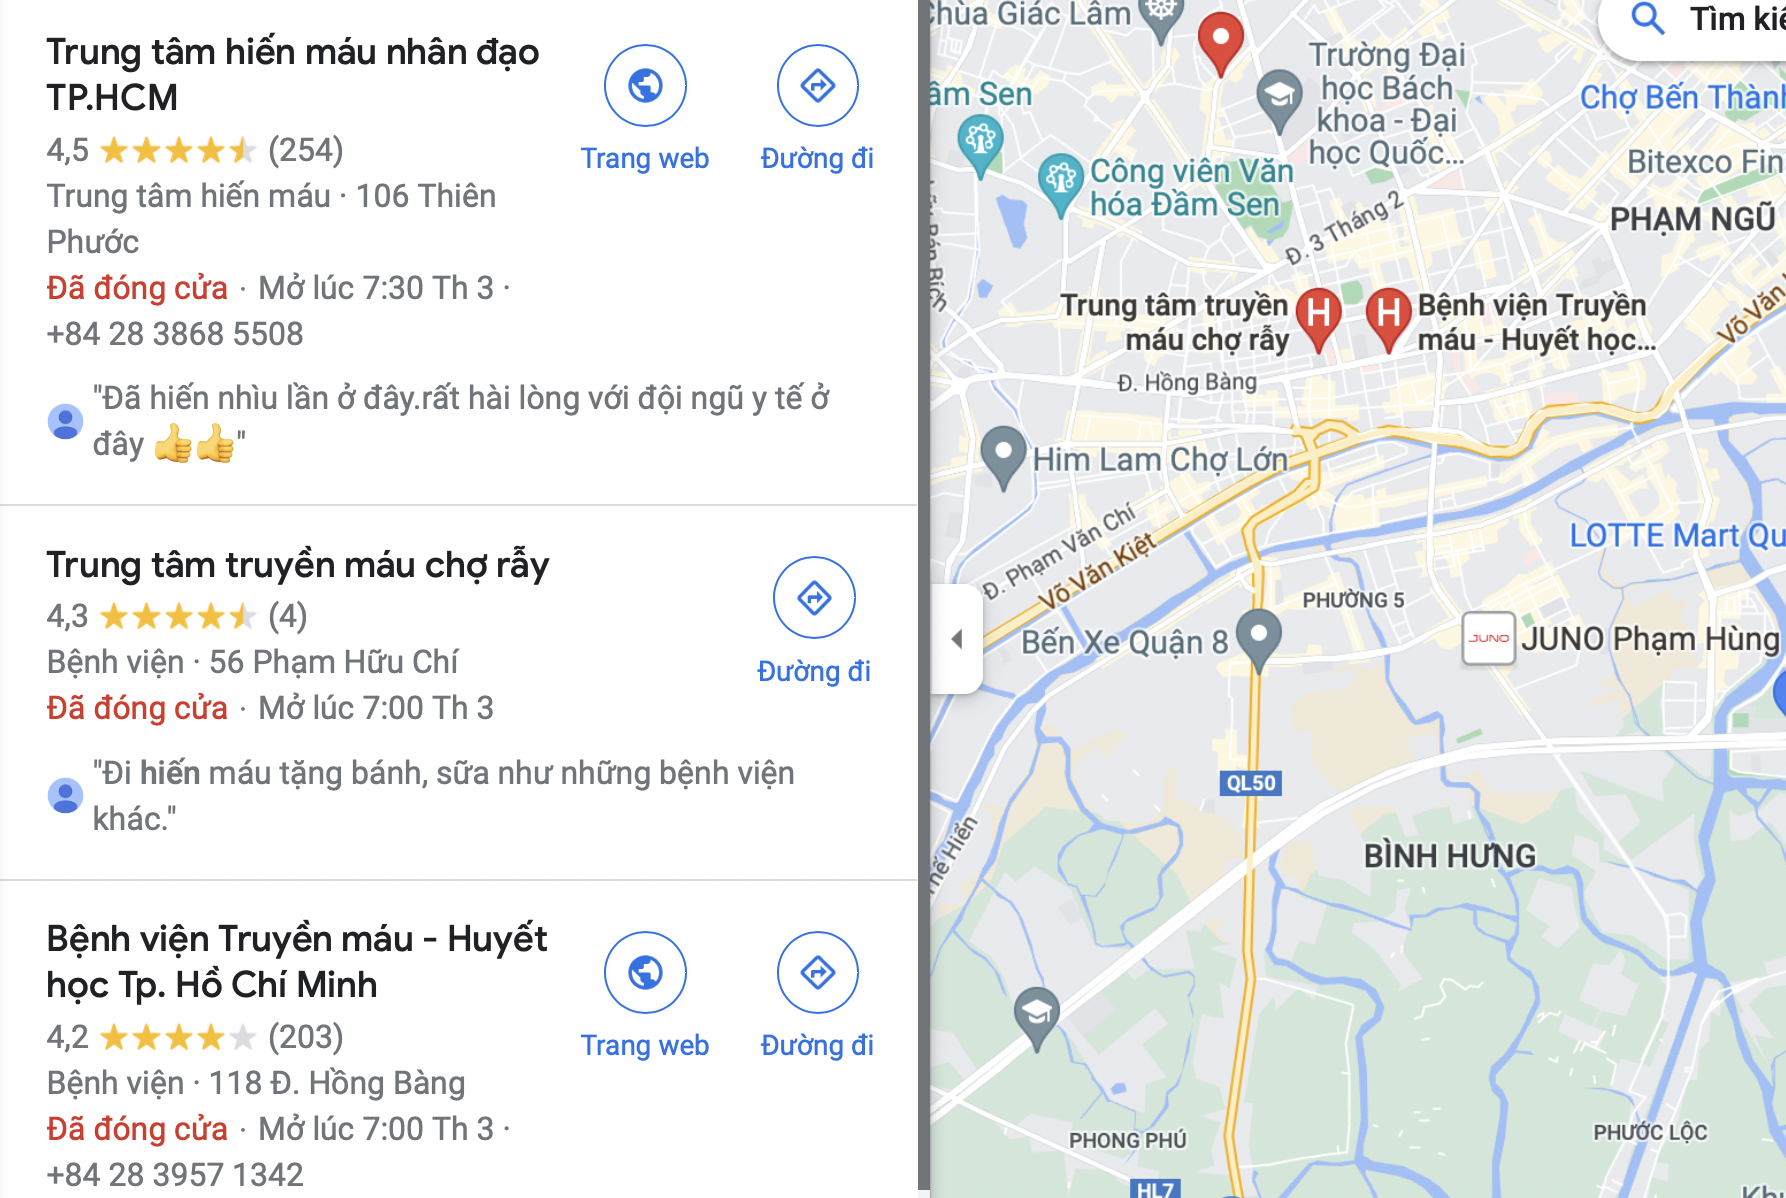 Trung tâm hiến máu nhân đạo
TP.HCM
4,5 (254)
Trung tâm hiến máu · 106 Thiên
Phước
Đã đóng cửa · Mở lúc 7:30 Th 3 ·
+84 28 3868 5508
"Đã hiến nhìu lần ở đây.rất hài lòng với đội ngũ y tế ở
đây 👍👍"
Trang web
Đường đi
Trung tâm truyền máu chợ rẫy
4,3 (4)
Bệnh viện · 56 Phạm Hữu Chí
Đã đóng cửa · Mở lúc 7:00 Th 3
"Đi hiến máu tặng bánh, sữa như những bệnh viện
khác."
Đường đi
Bệnh viện Truyền máu - Huyết
học Tp. Hồ Chí Minh
4,2 (203)
Bệnh viện · 118 Đ. Hồng Bàng
Đã đóng cửa · Mở lúc 7:00 Th 3 ·
+84 28 3957 1342
Trang web
Đường đi
Chùa Giác Lâm
Tìm kiế
Trường Đại
học Bách
khoa - Đại
học Quốc...
Chợ Bến Thành
ầm Sen
Công viên Văn
hóa Đầm Sen
Bitexco Fin
PHẠM NGŨ
Đ. 3 Tháng 2
Trung tâm truyền
máu chợ rẫy
H
H
Bệnh viện Truyền
máu - Huyết học...
Võ Văn
Đ. Hồng Bàng
Him Lam Chợ Lớn
Đ. Phạm Văn Chí
Võ Văn Kiệt
LOTTE Mart Qu
PHƯỜNG 5
Bến Xe Quận 8
JUNO
JUNO Phạm Hùng
QL50
BÌNH HƯNG
hế Hiển
PHONG PHÚ
PHƯỚC LỘC
HL7